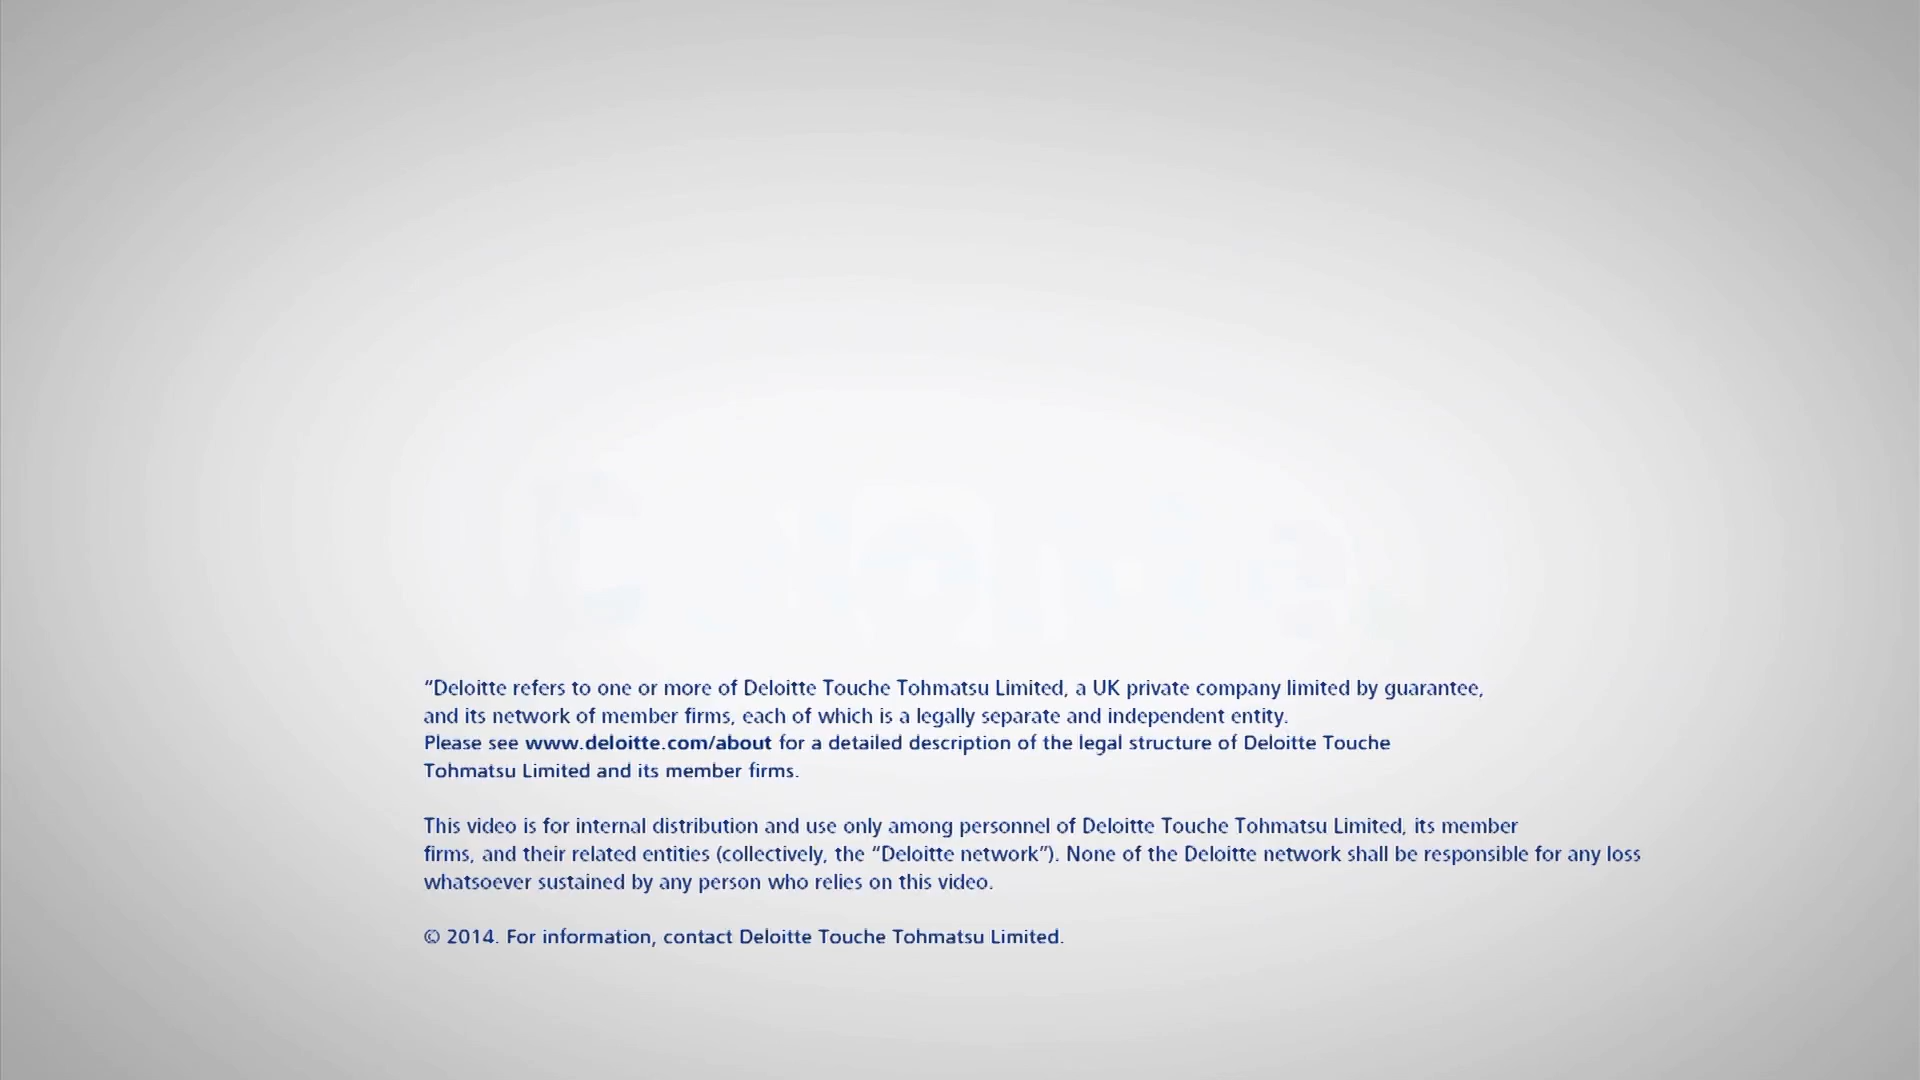 “Deloitte refers to one or more of Deloitte Touche Tohmatsu Limited, a UK private company limited by guarantee,
and its network of member firms, each of which is a legally separate and independent entity.
Please see www.deloitte.com/about for a detailed description of the legal structure of Deloitte Touche
Tohmatsu Limited and its member firms.
This video is for internal distribution and use only among personnel of Deloitte Touche Tohmatsu Limited, its member
firms, and their related entities (collectively, the “Deloitte network”). None of the Deloitte network shall be responsible for any loss
whatsoever sustained by any person who relies on this video.
© 2014. For information, contact Deloitte Touche Tohmatsu Limited.